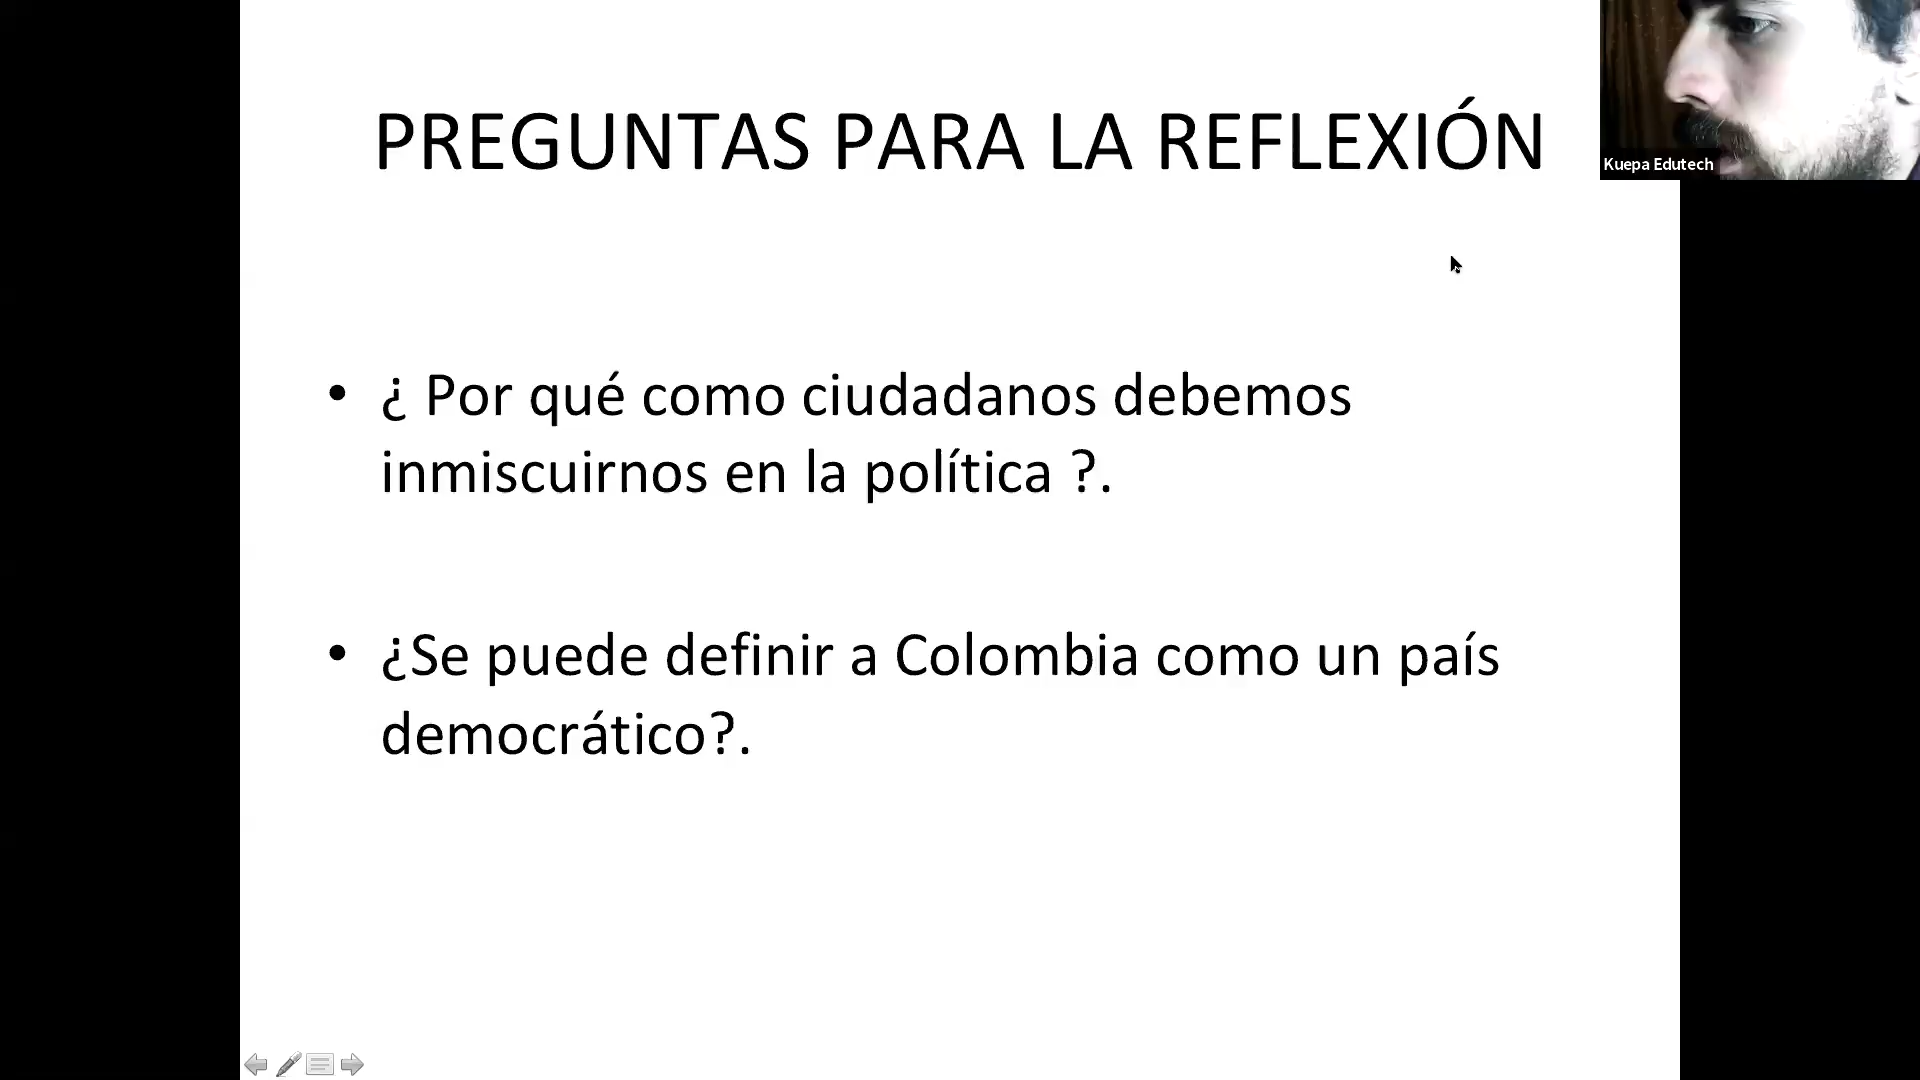 PREGUNTAS PARA LA REFLEXIÓN
Kuepa Edutech
• ¿ Por qué como ciudadanos debemos
inmiscuirnos en la política ?.
• ¿Se puede definir a Colombia como un país
democrático?.